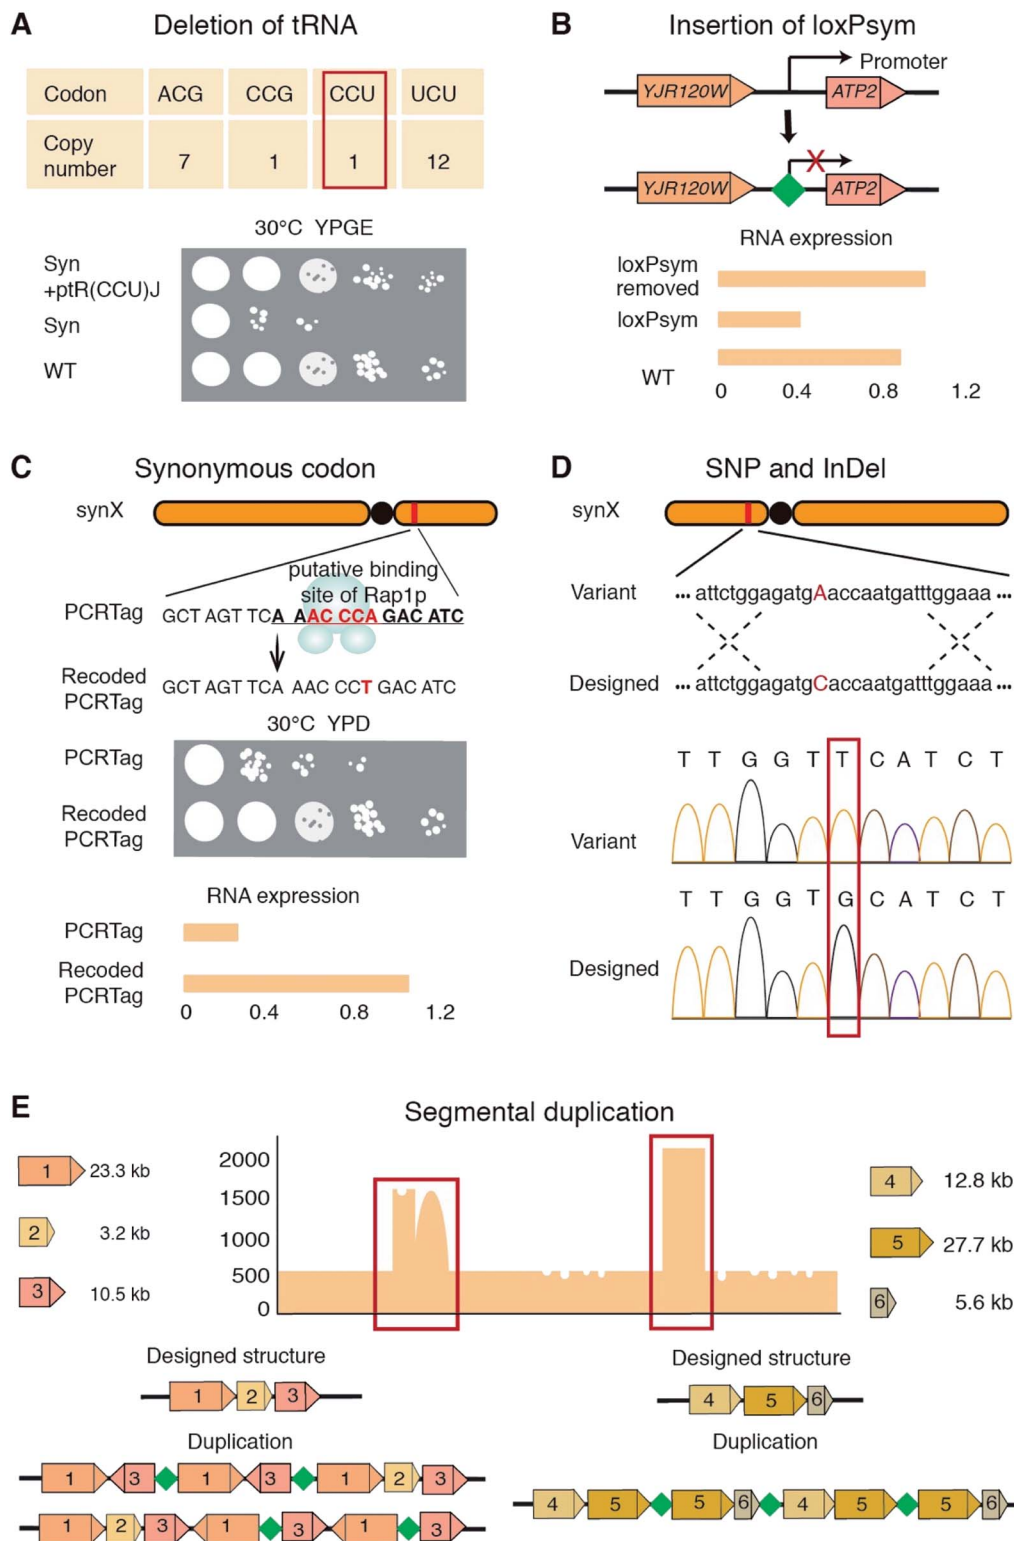 A Deletion of tRNA
Codon ACG CCG CCU UCU
Copy number 7 1 1 12
30°C YPGE
Syn
+ptR(CCU)J
Syn
WT
B Insertion of loxPsym
Promoter
YJR120W ATP2
X
YJR120W ATP2
RNA expression
loxPsym
removed
loxPsym
WT
0 0.4 0.8 1.2
C Synonymous codon
synX
putative binding
site of Rap1p
PCRTag GCT AGT TCA AAC CCA GAC ATC
Recoded
PCRTag
GCT AGT TCA AAC CCT GAC ATC
30°C YPD
PCRTag
Recoded
PCRTag
RNA expression
PCRTag
Recoded
PCRTag
0 0.4 0.8 1.2
D SNP and InDel
synX
Variant ••• attctggagatgAaccaatgatttggaaa •••
Designed ••• attctggagatgCaccaatgatttggaaa •••
T T G G T T C A T C T
Variant
T T G G T G C A T C T
Designed
E Segmental duplication
1 23.3 kb
2 3.2 kb
3 10.5 kb
2000
1500
1000
500
0
4 12.8 kb
5 27.7 kb
6 5.6 kb
Designed structure
1 2 3
Duplication
1 3 1 3 1 2 3
1 2 3 1 3 1 3
Designed structure
4 5 6
Duplication
4 5 5 6 4 5 5 6